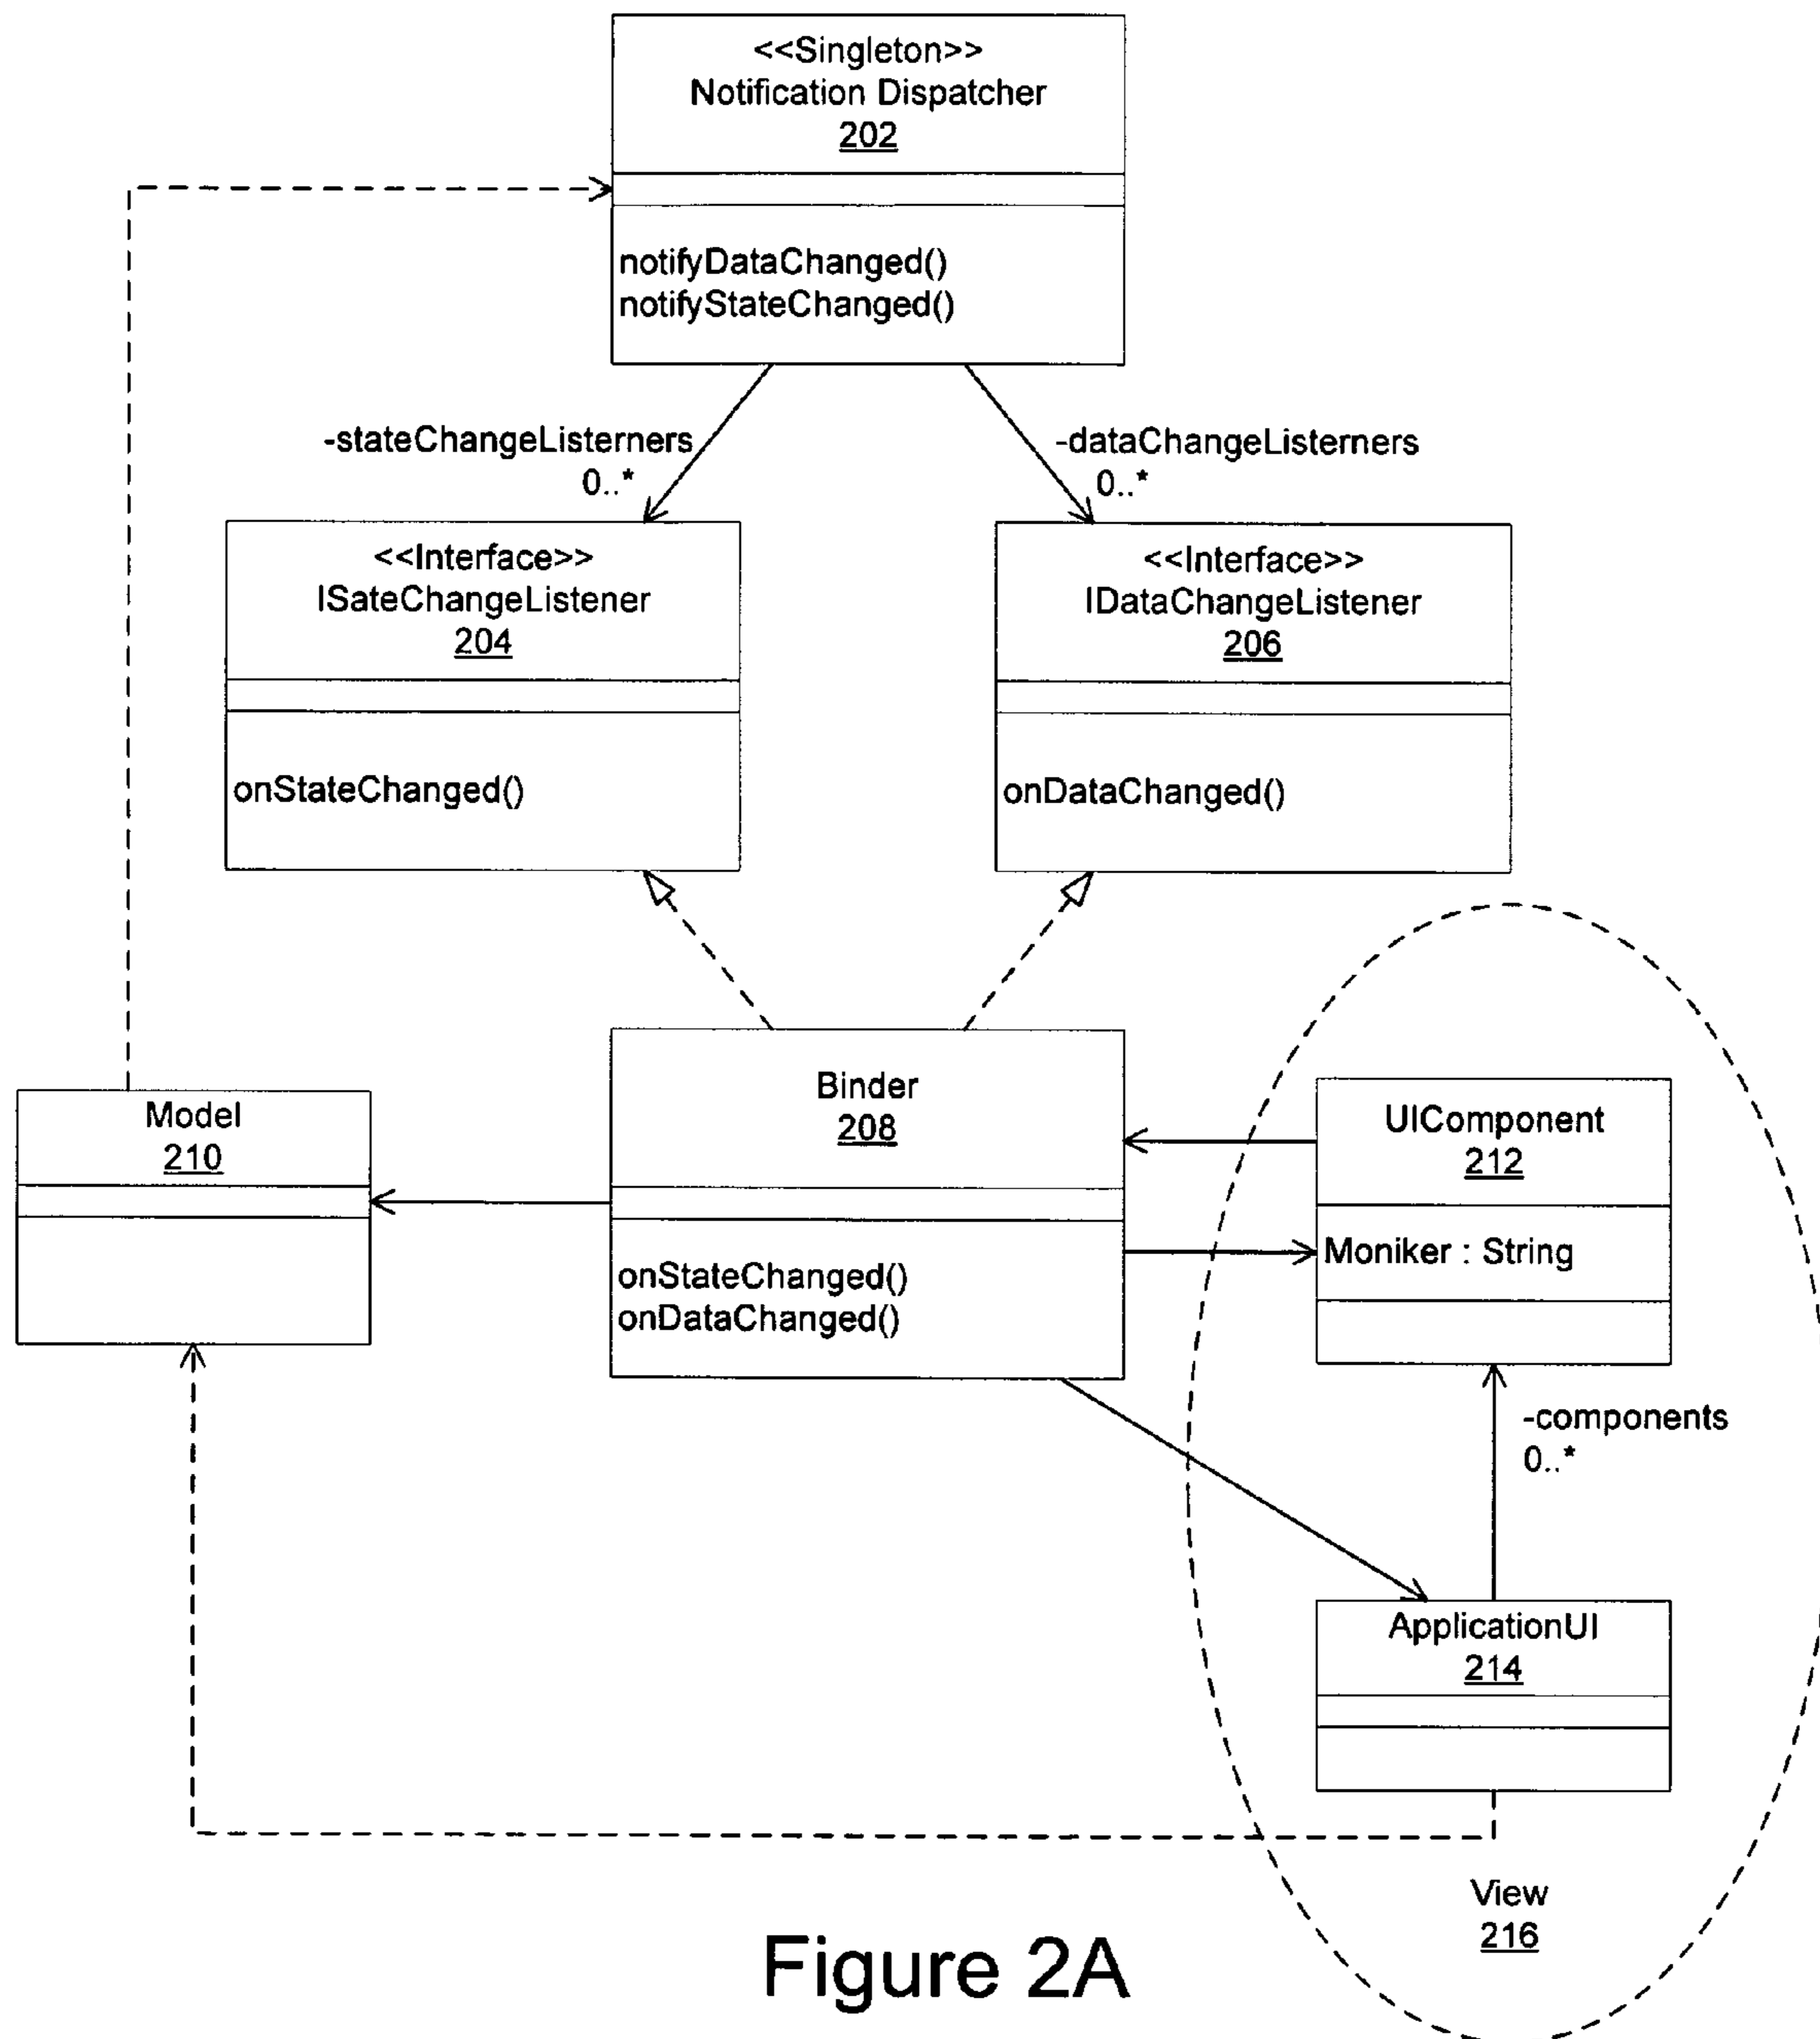 <<Singleton>>
Notification Dispatcher
202
notifyDataChanged()
notifyStateChanged()
-stateChangeListerners
0..*
-dataChangeListerners
0..*
<<Interface>>
ISateChangeListener
204
onStateChanged()
<<Interface>>
IDataChangeListener
206
onDataChanged()
Model
210
Binder
208
onStateChanged()
onDataChanged()
UIComponent
212
Moniker : String
-components
0..*
ApplicationUI
214
View
216
Figure 2A